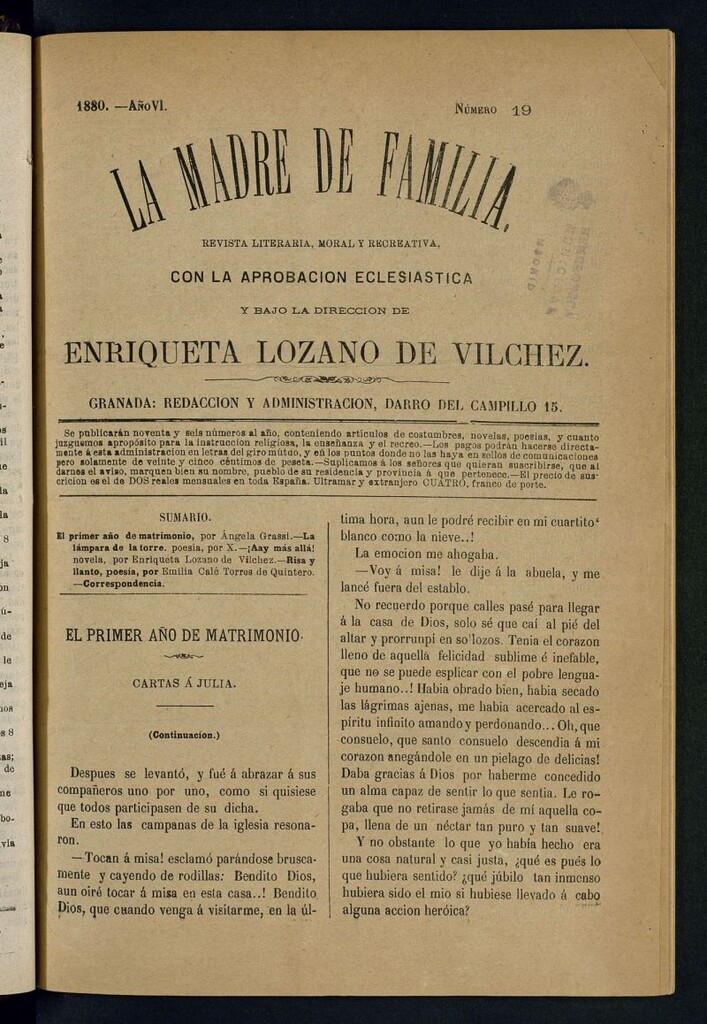 1880. —Año VI.
Número 19
LA MADRE DE FAMILIA,
REVISTA LITERARIA, MORAL Y RECREATIVA,
CON LA APROBACION ECLESIASTICA
Y BAJO LA DIRECCION DE
ENRIQUETA LOZANO DE VILCHEZ.
GRANADA: REDACCION Y ADMINISTRACION, DARRO DEL CAMPILLO 15.
Se publicarán noventa y seis números al año, conteniendo artículos de costumbres, novelas, poesias, y cuanto
juzguemos apropósito para la instruccion religiosa, la enseñanza y el recreo.—Los pagos podrán hacerse directa-
mente á esta administracion en letras del giro mútuo, y en los puntos donde no las haya en sellos de comunicaciones
pero solamente de veinte y cinco céntimos de peseta.—Suplicamos á los señores que quieran suscribirse, que al
darnos el aviso, marquen bien su nombre, pueblo de su residencia y provincia á que pertenece.—El precio de sus-
cricion es el de DOS reales mensuales en toda España. Ultramar y extranjero CUATRO, franco de porte.
SUMARIO.
El primer año de matrimonio, por Ángela Grassi.—La
lámpara de la torre. poesia, por X.—¡Aay más allá!
novela, por Enriqueta Lozano de Vilchez.—Risa y
llanto, poesía, por Emilia Calé Torres de Quintero.
—Correspondencia.
EL PRIMER AÑO DE MATRIMONIO.
CARTAS Á JULIA.
(Continuacion.)
Despues se levantó, y fué á abrazar á sus
compañeros uno por uno, como si quisiese
que todos participasen de su dicha.
En esto las campanas de la iglesia resona-
ron.
—Tocan á misa! esclamó parándose brusca-
mente y cayendo de rodillas: Bendito Dios,
aun oiré tocar á misa en esta casa..! Bendito
Dios, que cuando venga á visitarme, en la úl-
tima hora, aun le podré recibir en mi cuartito
blanco como la nieve..!
La emocion me ahogaba.
—Voy á misa! le dije á la abuela, y me
lancé fuera del establo.
No recuerdo porque calles pasé para llegar
á la casa de Dios, solo sé que caí al pié del
altar y prorrunpi en sollozos. Tenia el corazon
lleno de aquella felicidad sublime é inefable,
que no se puede esplicar con el pobre lengua-
je humano..! Habia obrado bien, habia secado
las lágrimas ajenas, me habia acercado al es-
píritu infinito amando y perdonando... Oh, que
consuelo, que santo consuelo descendia á mi
corazon anegándole en un pielago de delicias!
Daba gracias á Dios por haberme concedido
un alma capaz de sentir lo que sentia. Le ro-
gaba que no retirase jamás de mí aquella co-
pa, llena de un néctar tan puro y tan suave!
Y no obstante lo que yo había hecho era
una cosa natural y casi justa, ¿qué es pués lo
que hubiera sentido? ¿qué júbilo tan inmenso
hubiera sido el mio si hubiese llevado á cabo
alguna accion heróica?